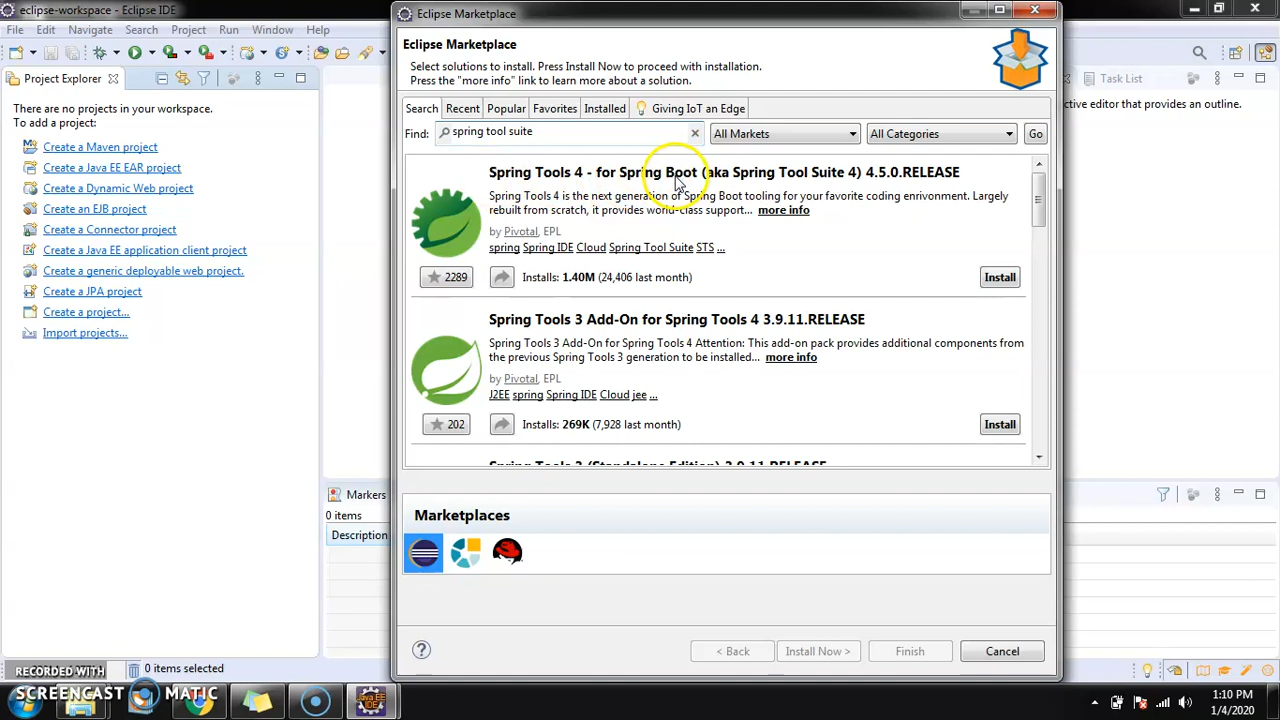 eclipse-workspace - Eclipse IDE
File Edit Navigate Search Project Run Window Help
Project Explorer
There are no projects in your workspace.
To add a project:
Create a Maven project
Create a Java EE EAR project
Create a Dynamic Web project
Create an EJB project
Create a Connector project
Create a Java EE application client project
Create a generic deployable web project.
Create a JPA project
Create a project...
Import projects...
Eclipse Marketplace
Eclipse Marketplace
Select solutions to install. Press Install Now to proceed with installation.
Press the "more info" link to learn more about a solution.
Search Recent Popular Favorites Installed Giving IoT an Edge
Find: spring tool suite All Markets All Categories Go
Spring Tools 4 - for Spring Boot (aka Spring Tool Suite 4) 4.5.0.RELEASE
Spring Tools 4 is the next generation of Spring Boot tooling for your favorite coding enrivonment. Largely
rebuilt from scratch, it provides world-class support... more info
by Pivotal, EPL
spring Spring IDE Cloud Spring Tool Suite STS ...
2289 Installs: 1.40M (24,406 last month) Install
Spring Tools 3 Add-On for Spring Tools 4 3.9.11.RELEASE
Spring Tools 3 Add-On for Spring Tools 4 Attention: This add-on pack provides additional components from
the previous Spring Tools 3 generation to be installed... more info
by Pivotal, EPL
J2EE spring Spring IDE Cloud jee ...
202 Installs: 269K (7,928 last month) Install
Spring Tools 3 (Standalone Edition) 3.9.11.RELEASE
Marketplaces
< Back Install Now > Finish Cancel
Task List
ctive editor that provides an outline.
Markers
0 items
Description
0 items selected
RECORDED WITH
SCREENCAST MATIC
Java EE
IDE
1:10 PM
1/4/2020